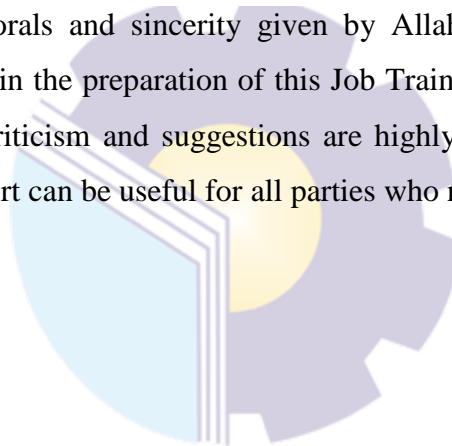 orals and sincerity given by Allah
in the preparation of this Job Train
riticism and suggestions are highly
rt can be useful for all parties who